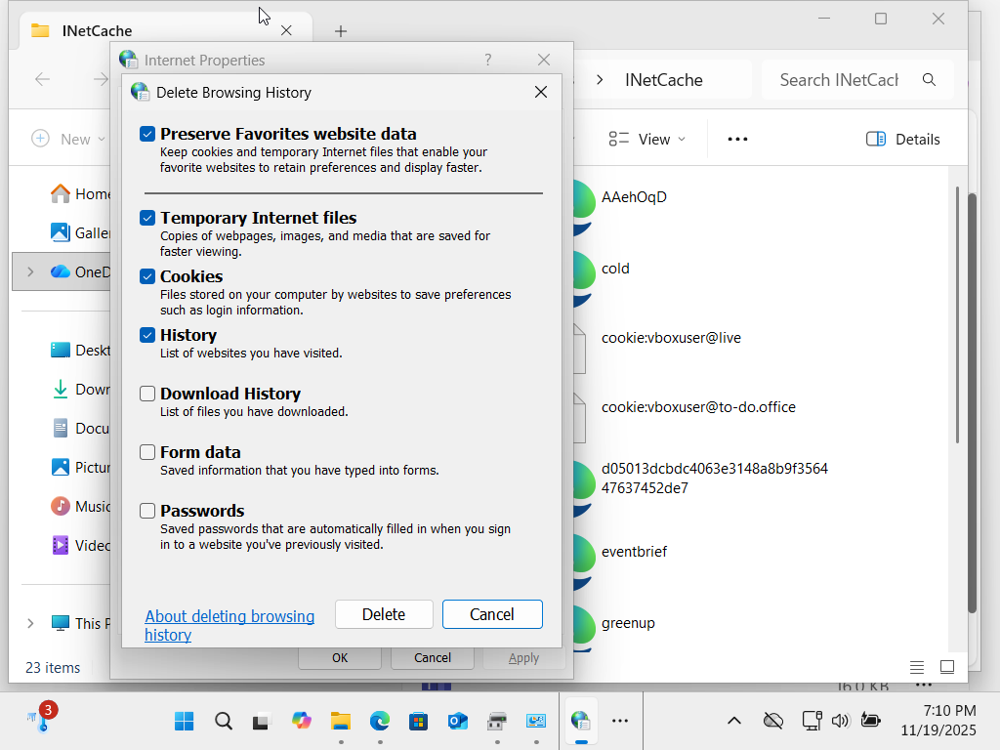 INetCache
Internet Properties
?
INetCache
Search INetCach
Delete Browsing History
New
View
Details
Preserve Favorites website data
Keep cookies and temporary Internet files that enable your
favorite websites to retain preferences and display faster.
Temporary Internet files
Copies of webpages, images, and media that are saved for
faster viewing.
Cookies
Files stored on your computer by websites to save preferences
such as login information.
History
List of websites you have visited.
Download History
List of files you have downloaded.
Form data
Saved information that you have typed into forms.
Passwords
Saved passwords that are automatically filled in when you sign
in to a website you've previously visited.
About deleting browsing
history
Delete
Cancel
OK
Cancel
Apply
Home
Galler
OneD
Deskt
Down
Docu
Pictur
Music
Videc
This P
23 items
AAehOqD
cold
cookie:vboxuser@live
cookie:vboxuser@to-do.office
d05013dcbdc4063e3148a8b9f3564
47637452de7
eventbrief
greenup
16.0 KB
3
7:10 PM
11/19/2025